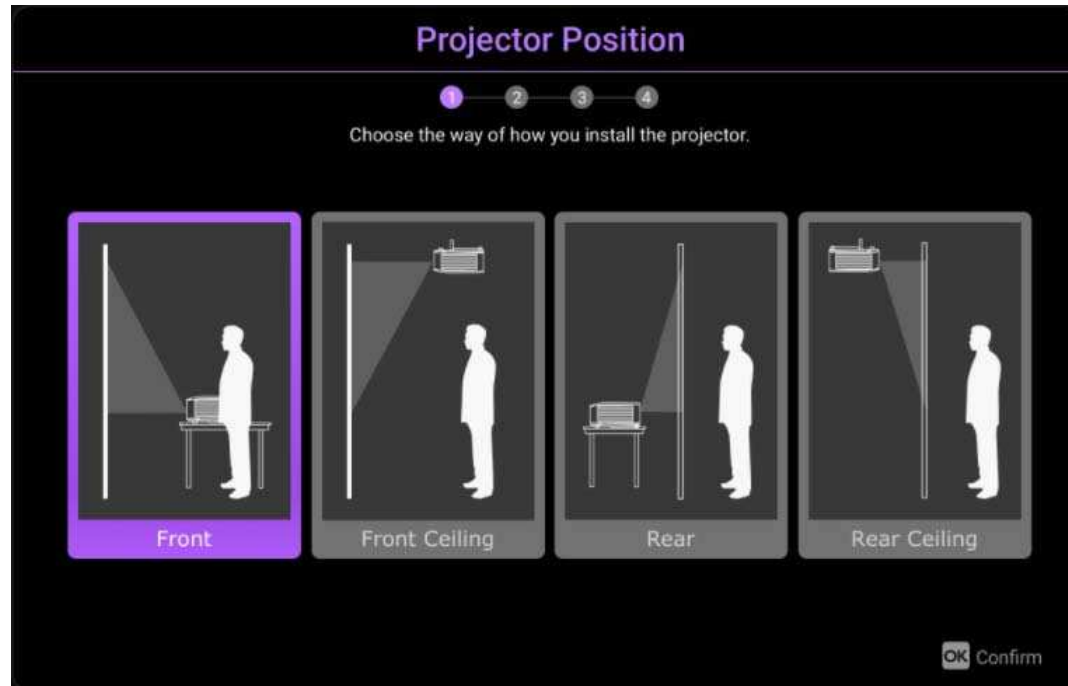 Projector Position
1 2 3 4
Choose the way of how you install the projector.
Front
Front Ceiling
Rear
Rear Ceiling
OK Confirm